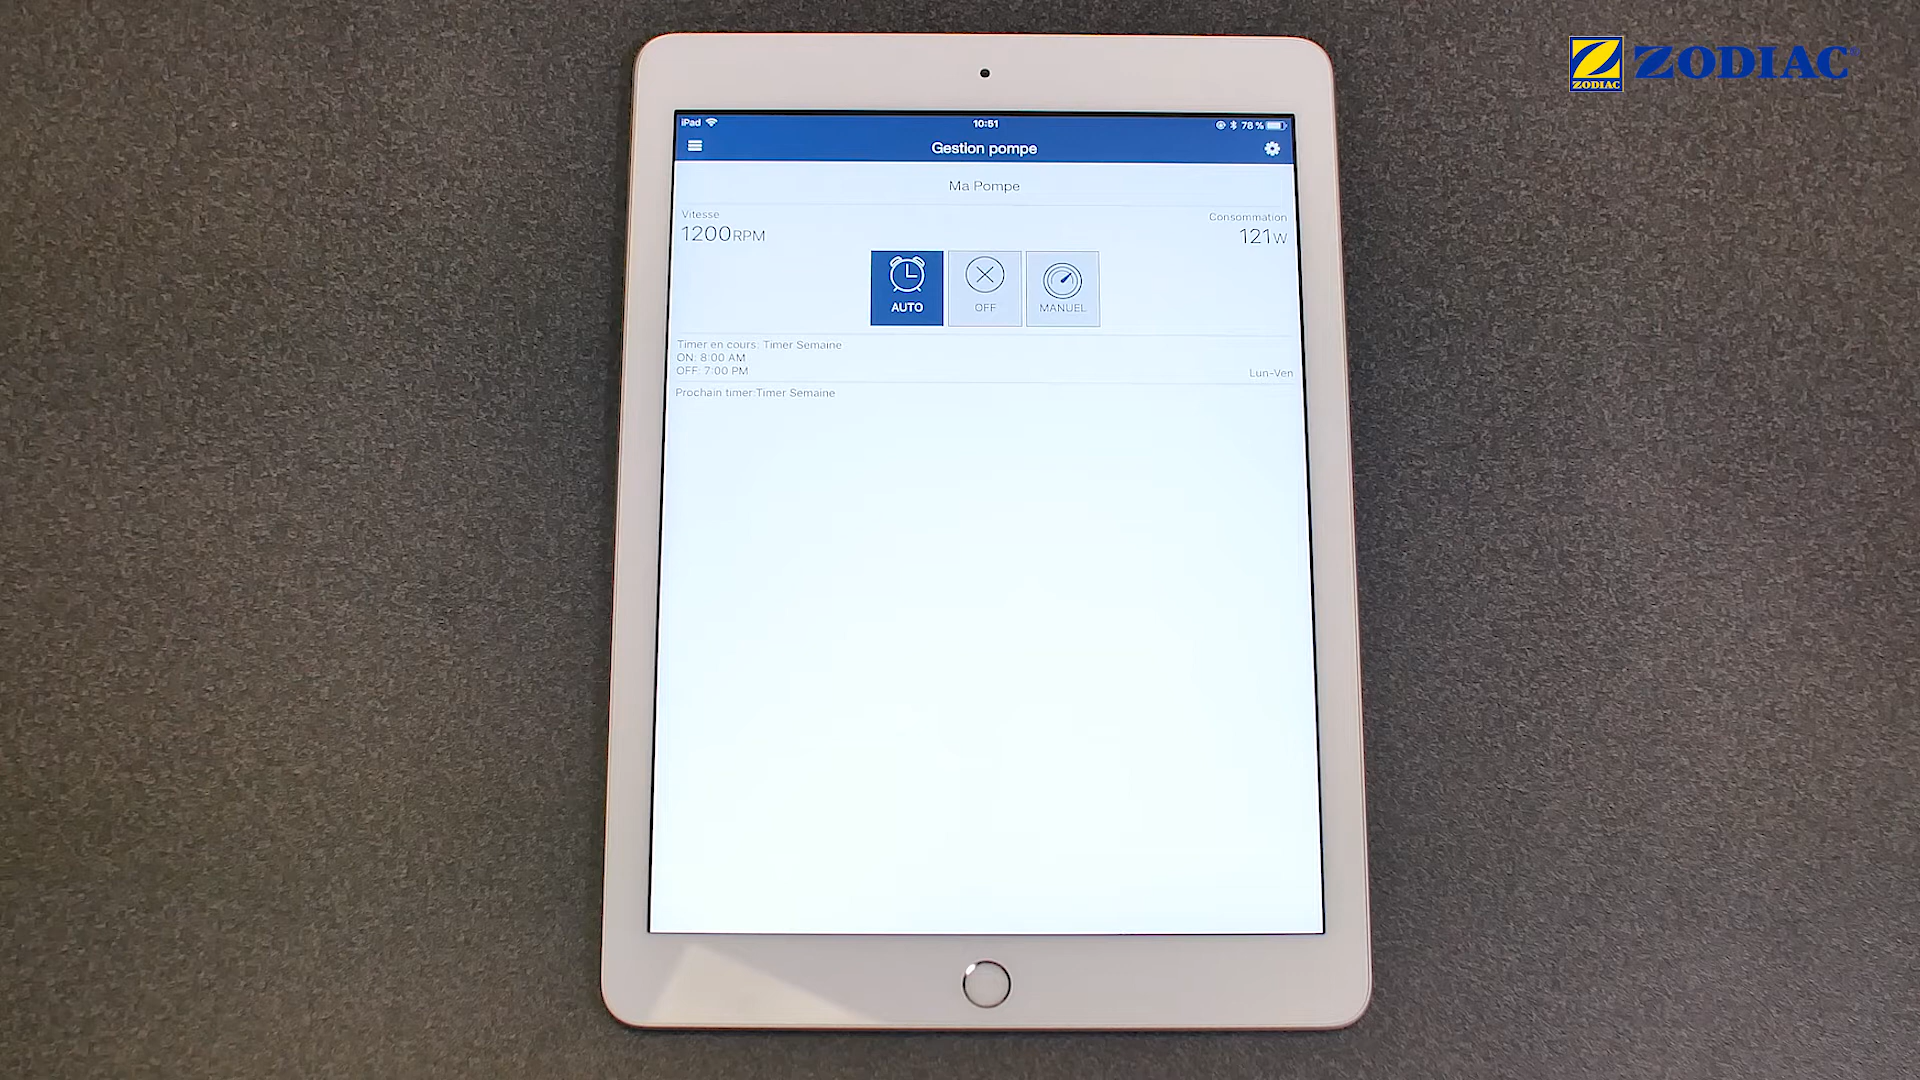 ZODIAC
ZODIAC
iPad
10:51
78 %
Gestion pompe
Ma Pompe
Vitesse
1200RPM
Consommation
121W
AUTO
OFF
MANUEL
Timer en cours: Timer Semaine
ON: 8:00 AM
OFF: 7:00 PM
Lun-Ven
Prochain timer:Timer Semaine